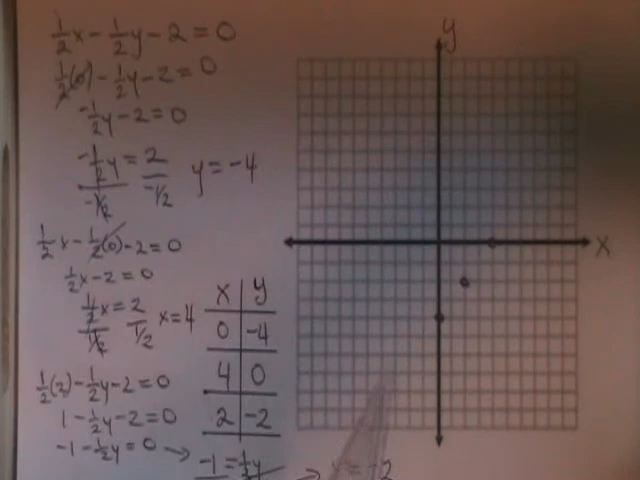 1/2x - 1/2y - 2 = 0
1/2(0) - 1/2y - 2 = 0
-1/2y - 2 = 0
-1/2y = 2
-1/2 -1/2
y = -4
1/2x - 1/2(0) - 2 = 0
1/2x - 2 = 0
1/2x = 2
1/2 1/2
x = 4
1/2(2) - 1/2y - 2 = 0
1 - 1/2y - 2 = 0
-1 - 1/2y = 0 →
-1 = 1/2y →
x y
0 -4
4 0
2 -2
y
x